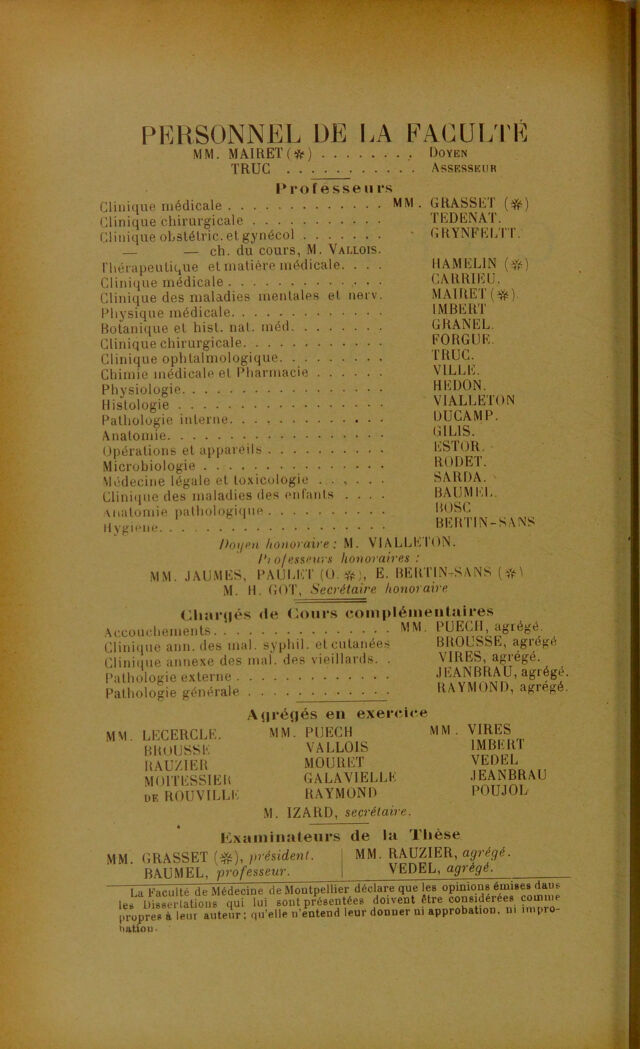 PERSONNEL DE LA FACULTÉ
MM. MAIRET (✻) . . . . . . . . DOYEN
TRUC . . . . . . . . . . . ASSESSEUR
Professeurs
Clinique médicale . . . . . . . . . . . . . MM. GRASSET (✻)
Clinique chirurgicale . . . . . . . . . . . TEDENAT.
Clinique obstétric. et gynécol . . . . . . . GRYNFELTT.
— — ch. du cours, M. VALLOIS.
Thérapeutique et matière médicale. . . . HAMELIN (✻)
Clinique médicale . . . . . . . . . . . . . CARRIEU.
Clinique des maladies mentales et nerv. MAIRET (✻)
Physique médicale. . . . . . . . . . . . . IMBERT
Botanique et hist. nat. méd. . . . . . . . . GRANEL.
Clinique chirurgicale. . . . . . . . . . . . FORGUE
Clinique ophtalmologique. . . . . . . . . . TRUC.
Chimie médicale et Pharmacie . . . . . . VILLE.
Physiologie. . . . . . . . . . . . . . . . . HEDON.
Histologie . . . . . . . . . . . . . . . . . VIALLETON
Pathologie interne. . . . . . . . . . . . . DUCAMP.
Anatomie. . . . . . . . . . . . . . . . . . GILIS.
Opérations et appareils . . . . . . . . . . ESTOR.
Microbiologie . . . . . . . . . . . . . . . RODET.
Médecine légale et toxicologie . . . . . . SARDA.
Clinique des maladies des enfants . . . . BAUMEL.
Anatomie pathologique . . . . . . . . . . BOSC
Hygiène. . . . . . . . . . . . . . . . . . BERTIN-SANS
Doyen honoraire : M. VIALLETON.
Professeurs honoraires :
MM. JAUMES, PAULET (O. ✻), E. BERTIN-SANS (✻)
M. H. GOT, Secrétaire honoraire
Chargés de Cours complémentaires
Accouchements. . . . . . . . . . . . . . . MM. PUECH, agrégé.
Clinique ann. des mal. syphil. et cutanées BROUSSE, agrégé
Clinique annexe des mal. des vieillards. . VIRES, agrégé.
Pathologie externe . . . . . . . . . . . . . JEANBRAU, agrégé.
Pathologie générale . . . . . . . . . . . . RAYMOND, agrégé.
Agrégés en exercice
MM. LECERCLE. MM. PUECH MM. VIRES
BROUSSE VALLOIS IMBERT
RAUZIER MOURET VEDEL
MOITESSIER GALAVIELLE JEANBRAU
DE ROUVILLE RAYMOND POUJOL
M. IZARD, secrétaire.
Examinateurs de la Thèse
MM. GRASSET (✻), président. MM. RAUZIER, agrégé.
BAUMEL, professeur. VEDEL, agrégé.
La Faculté de Médecine de Montpellier déclare que les opinions émises dans
les Dissertations qui lui sont présentées doivent être considérées comme
propres à leur auteur; qu'elle n'entend leur donner ni approbation, ni impro-
bation.